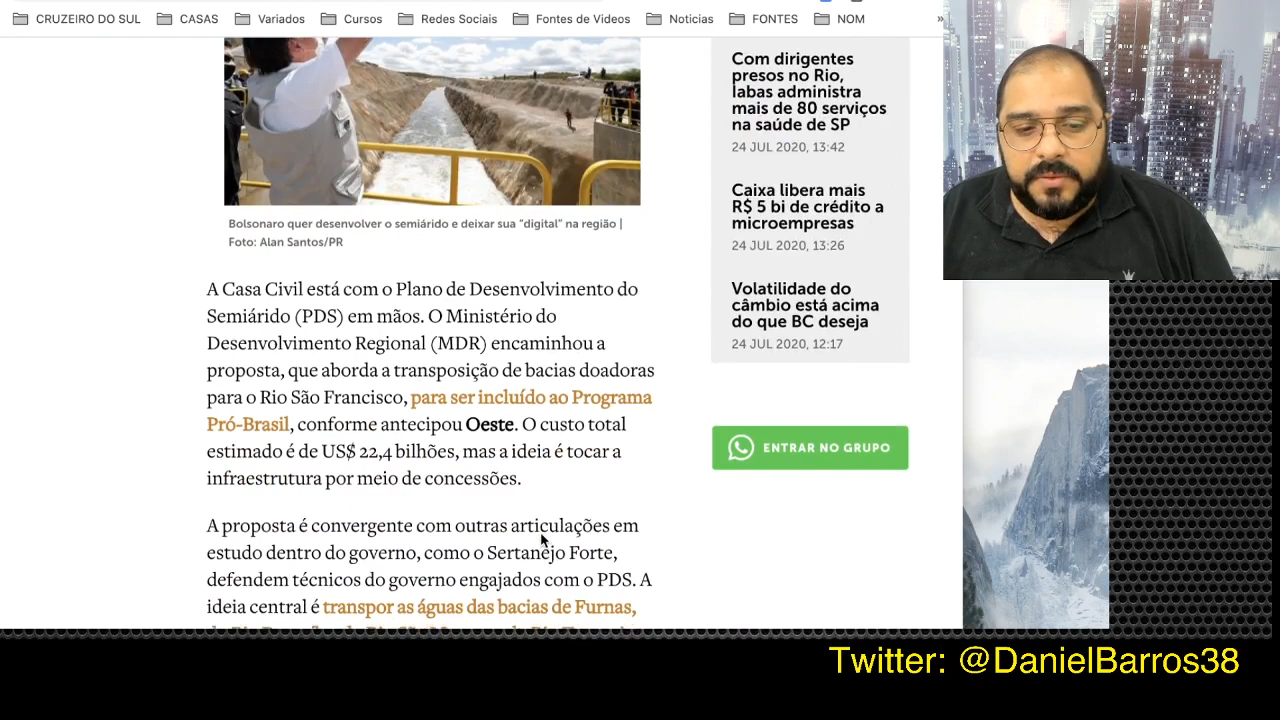 CRUZEIRO DO SUL
CASAS
Variados
Cursos
Redes Sociais
Fontes de Videos
Noticias
FONTES
NOM
»
Bolsonaro quer desenvolver o semiárido e deixar sua “digital” na região |
Foto: Alan Santos/PR
A Casa Civil está com o Plano de Desenvolvimento do
Semiárido (PDS) em mãos. O Ministério do
Desenvolvimento Regional (MDR) encaminhou a
proposta, que aborda a transposição de bacias doadoras
para o Rio São Francisco, para ser incluído ao Programa
Pró-Brasil, conforme antecipou Oeste. O custo total
estimado é de US$ 22,4 bilhões, mas a ideia é tocar a
infraestrutura por meio de concessões.
A proposta é convergente com outras articulações em
estudo dentro do governo, como o Sertanejo Forte,
defendem técnicos do governo engajados com o PDS. A
ideia central é transpor as águas das bacias de Furnas,
Com dirigentes
presos no Rio,
Iabas administra
mais de 80 serviços
na saúde de SP
24 JUL 2020, 13:42
Caixa libera mais
R$ 5 bi de crédito a
microempresas
24 JUL 2020, 13:26
Volatilidade do
câmbio está acima
do que BC deseja
24 JUL 2020, 12:17
ENTRAR NO GRUPO
Twitter: @DanielBarros38